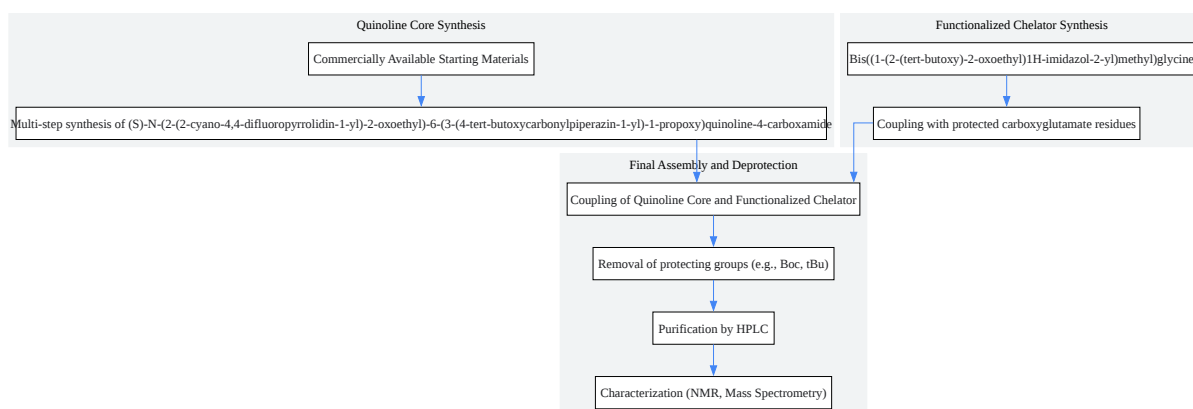 Quinoline Core Synthesis
Commercially Available Starting Materials
Multi-step synthesis of (S)-N-(2-(2-cyano-4,4-difluoropyrrolidin-1-yl)-2-oxoethyl)-6-(3-(4-tert-butoxycarbonylpiperazin-1-yl)-1-propoxy)quinoline-4-carboxamide
Functionalized Chelator Synthesis
Bis((1-(2-(tert-butoxy)-2-oxoethyl)1H-imidazol-2-yl)methyl)glycine
Coupling with protected carboxyglutamate residues
Final Assembly and Deprotection
Coupling of Quinoline Core and Functionalized Chelator
Removal of protecting groups (e.g., Boc, tBu)
Purification by HPLC
Characterization (NMR, Mass Spectrometry)